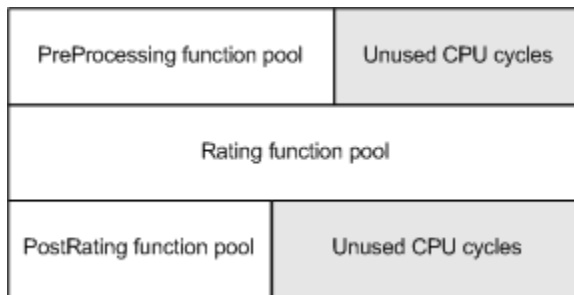 PreProcessing function pool
Unused CPU cycles
Rating function pool
PostRating function pool
Unused CPU cycles